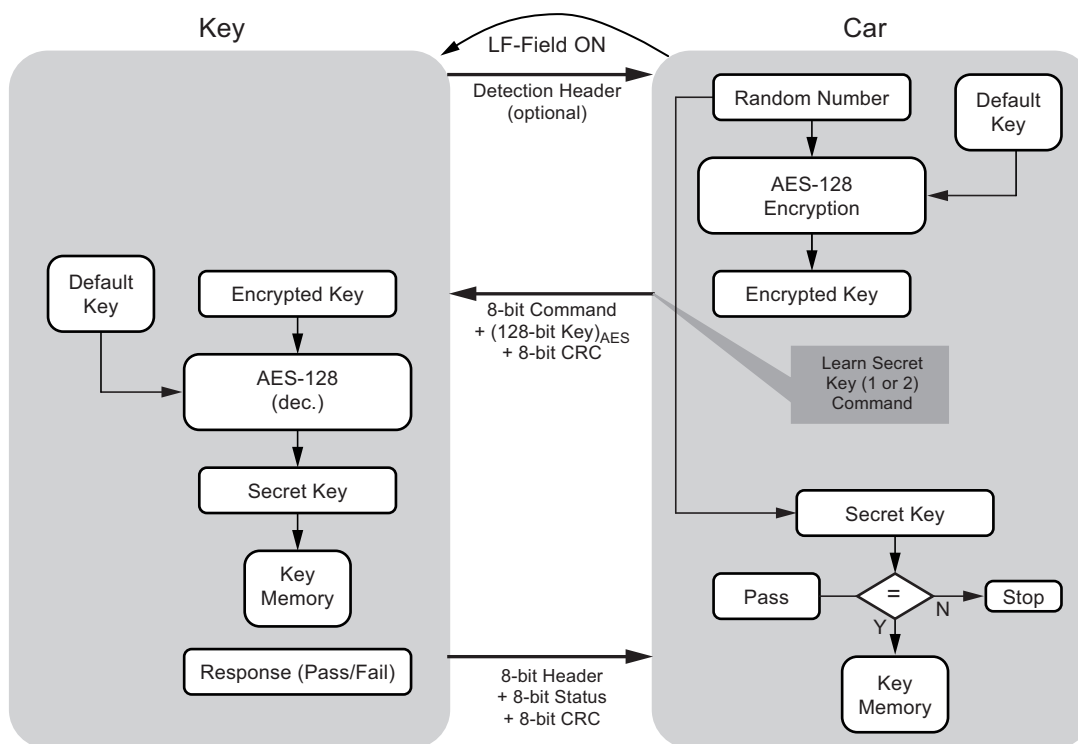 Key
Car
LF-Field ON
Detection Header
(optional)
Random Number
Default
Key
AES-128
Encryption
Default
Key
Encrypted Key
Encrypted Key
8-bit Command
+ (128-bit Key)AES
+ 8-bit CRC
AES-128
(dec.)
Learn Secret
Key (1 or 2)
Command
Secret Key
Secret Key
Key
Memory
Pass
=
N
Stop
Y
Response (Pass/Fail)
8-bit Header
+ 8-bit Status
+ 8-bit CRC
Key
Memory